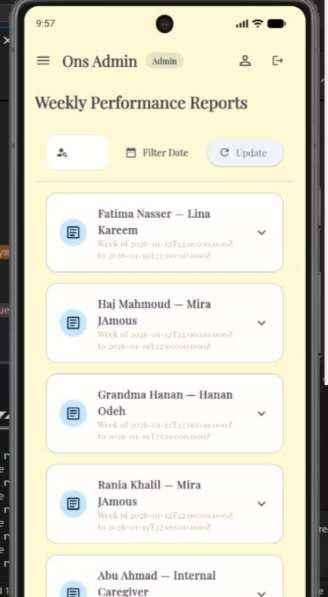 9:57
Ons Admin Admin
Weekly Performance Reports
Filter Date Update
Fatima Nasser — Lina
Kareem
Week of 2026-01-12T22:00:00.000Z
to 2026-01-19T22:00:00.000Z
Haj Mahmoud — Mira
JAmous
Week of 2026-01-12T22:00:00.000Z
to 2026-01-19T22:00:00.000Z
Grandma Hanan — Hanan
Odeh
Week of 2026-01-12T22:00:00.000Z
to 2026-01-19T22:00:00.000Z
Rania Khalil — Mira
JAmous
Week of 2026-01-12T22:00:00.000Z
to 2026-01-19T22:00:00.000Z
Abu Ahmad — Internal
Caregiver